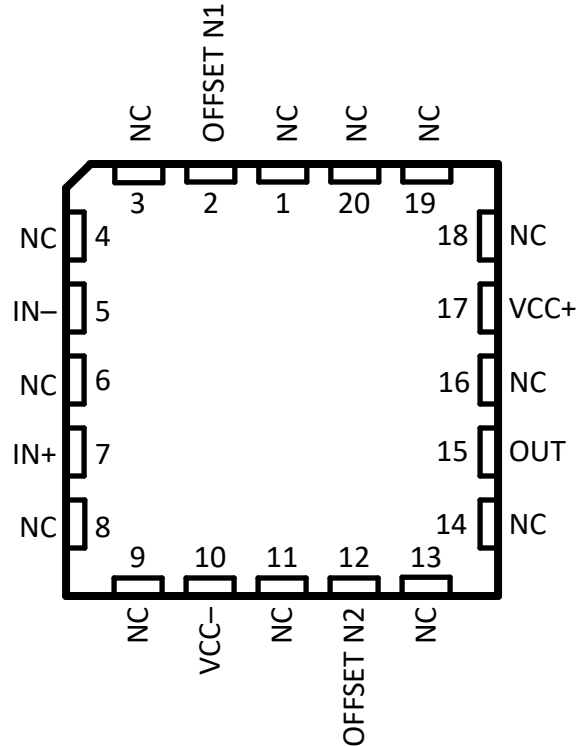 NC
OFFSET N1
NC
NC
NC
3
2
1
20
19
NC
4
18
NC
IN–
5
17
VCC+
NC
6
16
NC
IN+
7
15
OUT
NC
8
14
NC
9
10
11
12
13
NC
VCC–
NC
OFFSET N2
NC